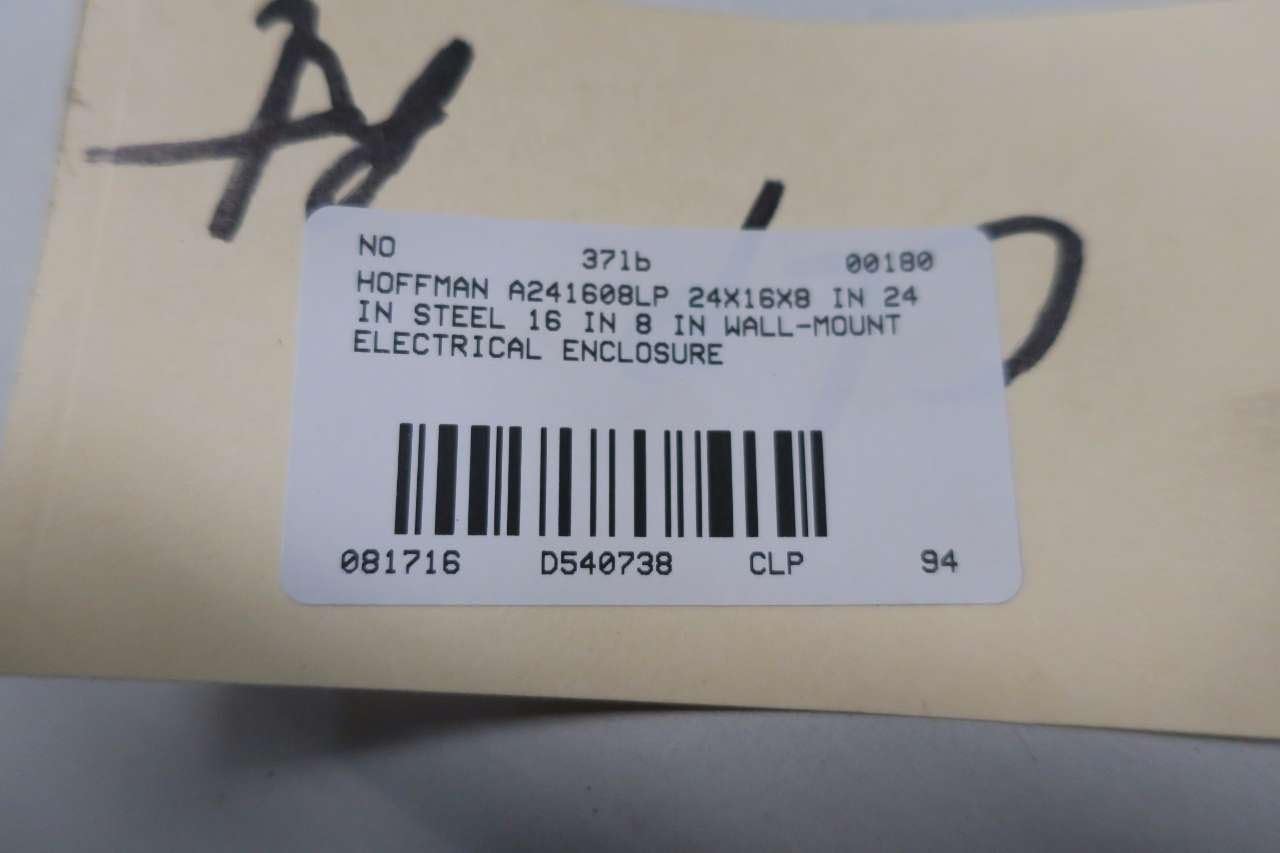 NO 37lb 00180
HOFFMAN A241608LP 24X16X8 IN 24
IN STEEL 16 IN 8 IN WALL-MOUNT
ELECTRICAL ENCLOSURE
081716 D540738 CLP 94